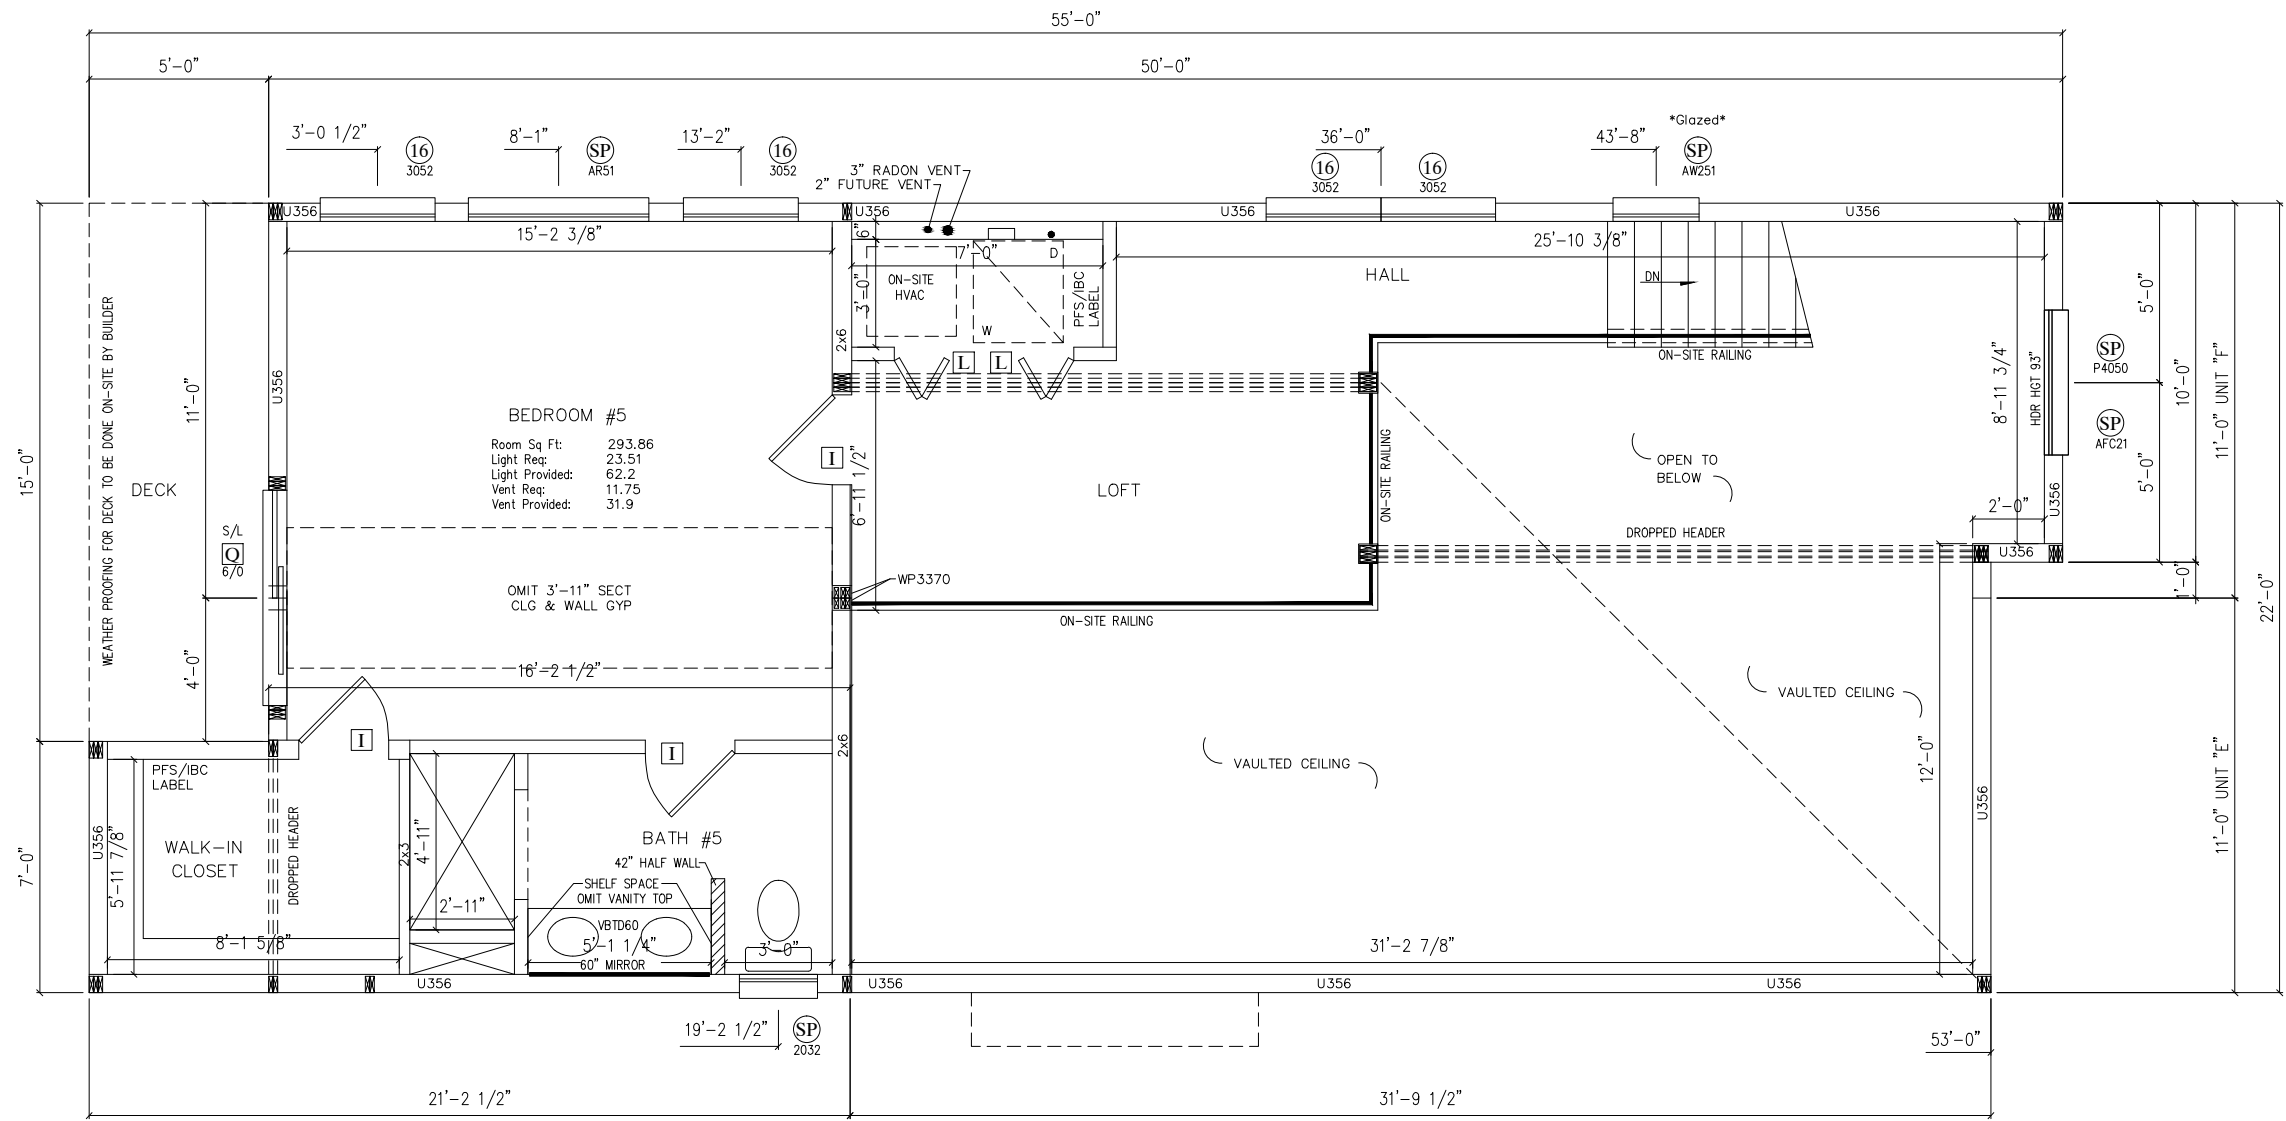 55'-0"
5'-0"
50'-0"
3'-0 1/2"
16
3052
8'-1"
SP
AR51
13'-2"
16
3052
3" RADON VENT
2" FUTURE VENT
36'-0"
16
3052
16
3052
43'-8"
*Glazed*
SP
AW251
U356
U356
U356
U356
15'-2 3/8"
6"
7'-0"
D
25'-10 3/8"
ON-SITE
HVAC
3'-0"
W
PFS/IBC
LABEL
HALL
DN
2x6
L
L
ON-SITE RAILING
8'-11 3/4"
HDR HGT 93"
5'-0"
SP
P4050
SP
AFC21
5'-0"
10'-0"
11'-0" UNIT "F"
1'-0"
22'-0"
15'-0"
WEATHER PROOFING FOR DECK TO BE DONE ON-SITE BY BUILDER
DECK
11'-0"
U356
BEDROOM #5
Room Sq Ft: 293.86
Light Req: 23.51
Light Provided: 62.2
Vent Req: 11.75
Vent Provided: 31.9
I
6'-11 1/2"
LOFT
ON-SITE RAILING
OPEN TO
BELOW
2'-0"
U356
DROPPED HEADER
U356
S/L
Q
6/0
OMIT 3'-11" SECT
CLG & WALL GYP
WP3370
ON-SITE RAILING
4'-0"
16'-2 1/2"
I
I
2x6
VAULTED CEILING
VAULTED CEILING
12'-0"
U356
11'-0" UNIT "E"
7'-0"
PFS/IBC
LABEL
U356
5'-11 7/8"
WALK-IN
CLOSET
DROPPED HEADER
2x3
4'-11"
BATH #5
42" HALF WALL
SHELF SPACE
OMIT VANITY TOP
2'-11"
VBTD60
8'-1 5/8"
5'-1 1/4"
60" MIRROR
3'-0"
31'-2 7/8"
U356
U356
U356
U356
19'-2 1/2"
SP
2032
53'-0"
21'-2 1/2"
31'-9 1/2"